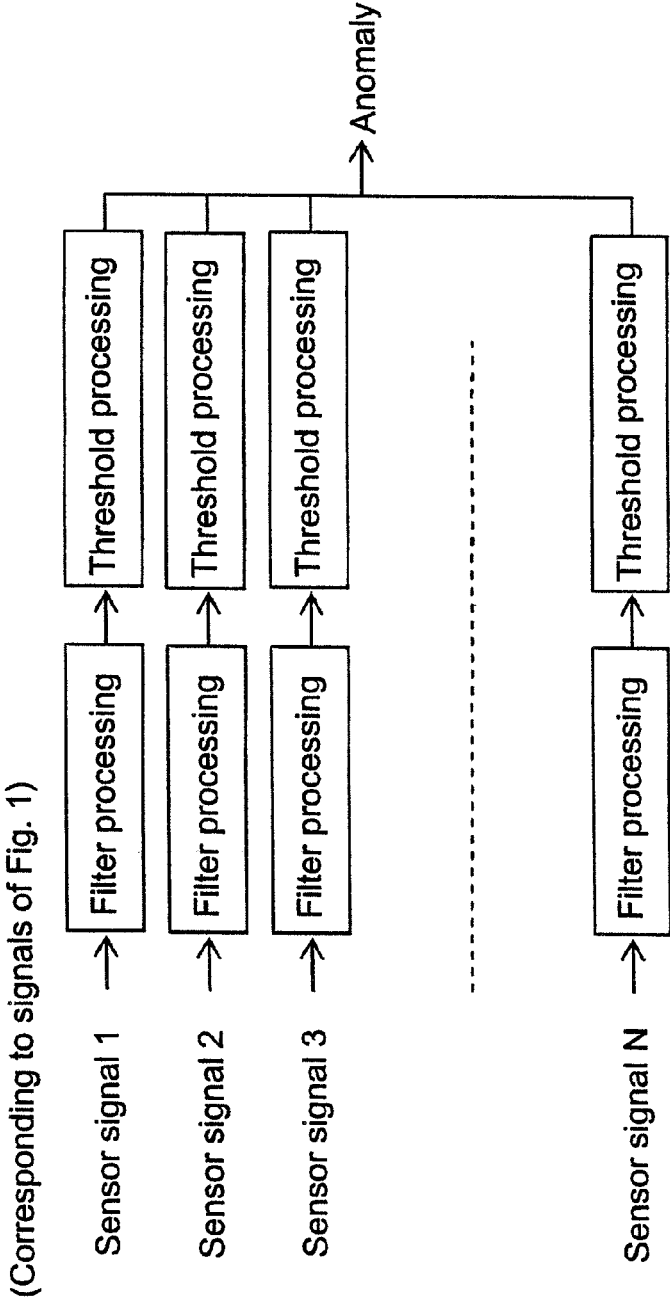 (Corresponding to signals of Fig. 1)
Sensor signal 1
Filter processing
Threshold processing
Sensor signal 2
Filter processing
Threshold processing
Sensor signal 3
Filter processing
Threshold processing
Anomaly
Sensor signal N
Filter processing
Threshold processing